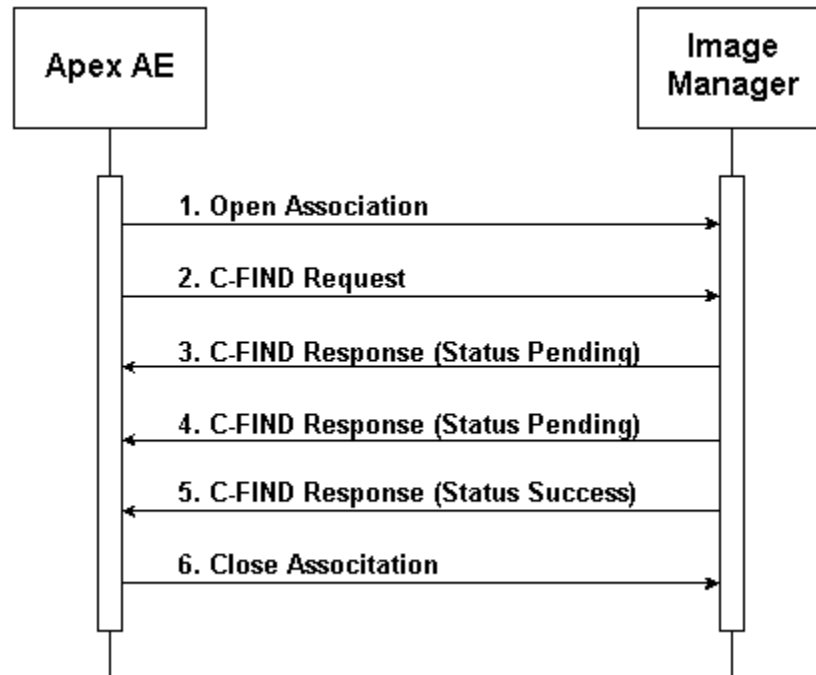 Apex AE
Image
Manager
1. Open Association
2. C-FIND Request
3. C-FIND Response (Status Pending)
4. C-FIND Response (Status Pending)
5. C-FIND Response (Status Success)
6. Close Associtation